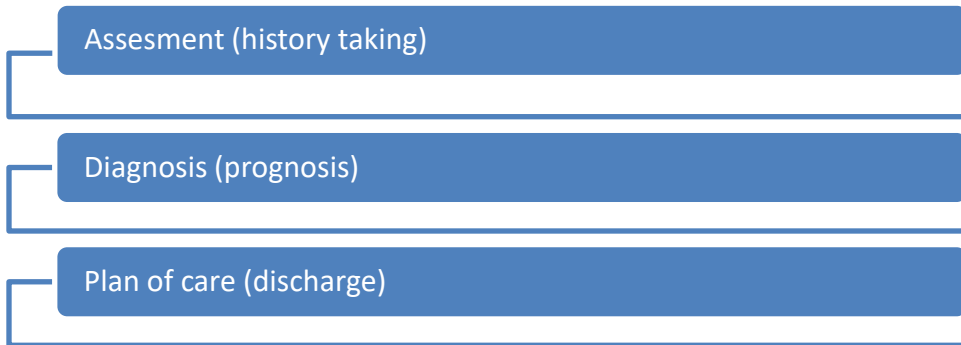 Assesment (history taking)
Diagnosis (prognosis)
Plan of care (discharge)